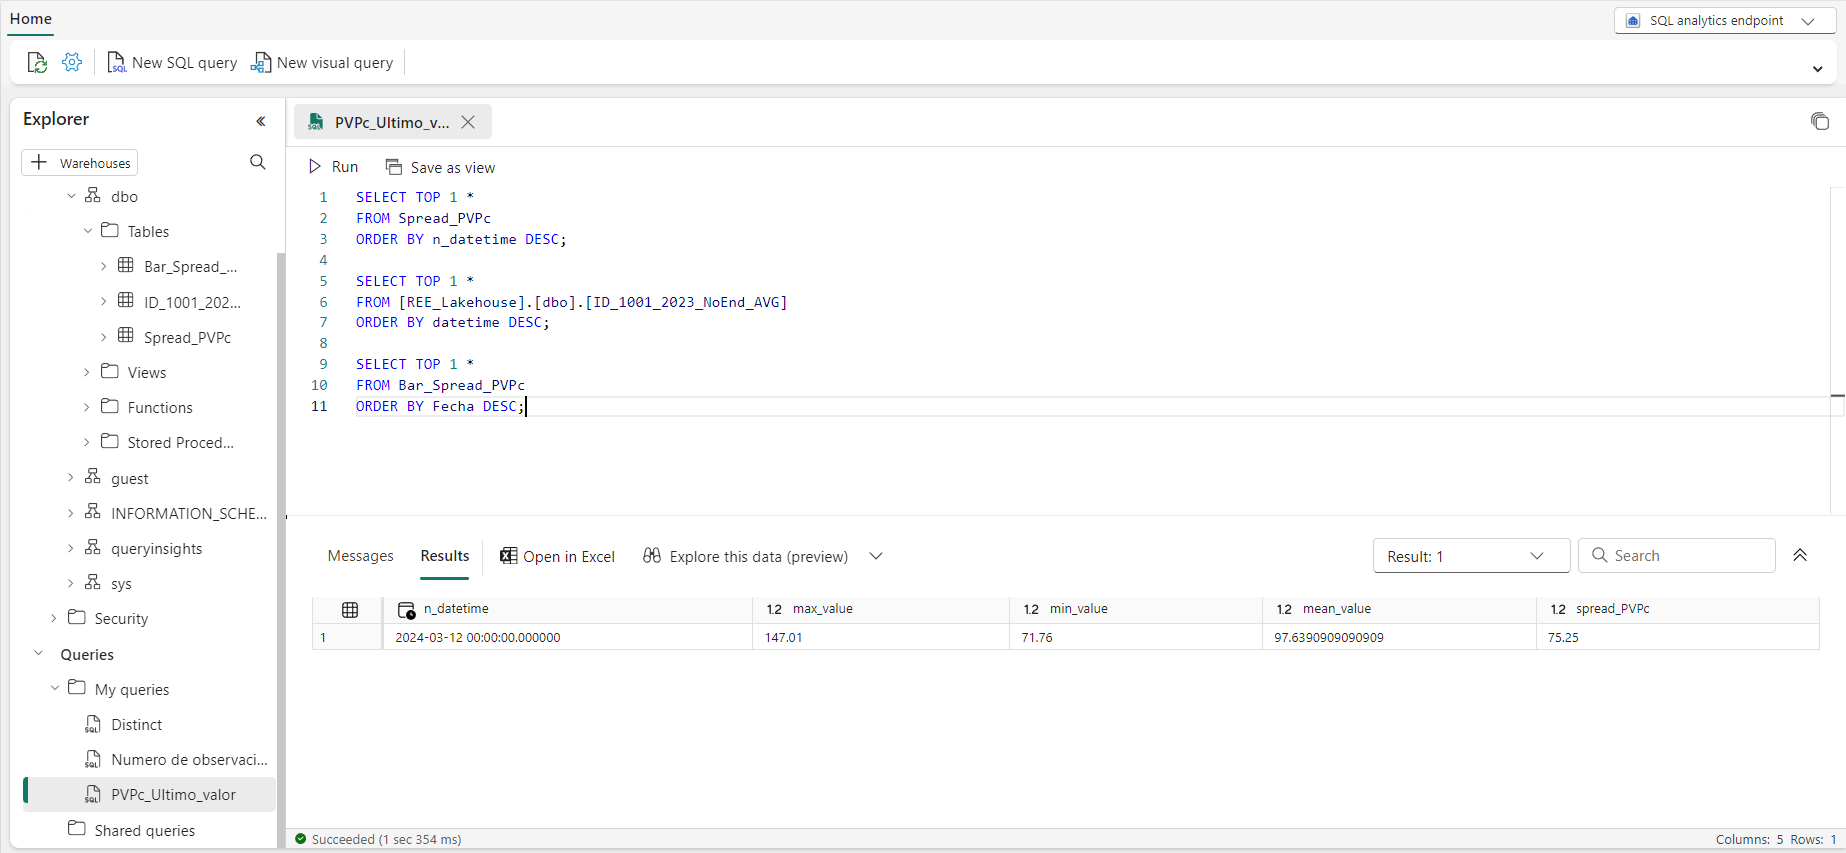 Home
SQL analytics endpoint
New SQL query
New visual query
Explorer
Warehouses
dbo
Tables
Bar_Spread_...
ID_1001_202...
Spread_PVPc
Views
Functions
Stored Proced...
guest
INFORMATION_SCHE...
queryinsights
sys
Security
Queries
My queries
Distinct
Numero de observaci...
PVPc_Ultimo_valor
Shared queries
PVPc_Ultimo_v...
Run
Save as view
1 SELECT TOP 1 *
2 FROM Spread_PVPc
3 ORDER BY n_datetime DESC;
4
5 SELECT TOP 1 *
6 FROM [REE_Lakehouse].[dbo].[ID_1001_2023_NoEnd_AVG]
7 ORDER BY datetime DESC;
8
9 SELECT TOP 1 *
10 FROM Bar_Spread_PVPc
11 ORDER BY Fecha DESC;
Messages
Results
Open in Excel
Explore this data (preview)
Result: 1
Search
n_datetime 1.2 max_value 1.2 min_value 1.2 mean_value 1.2 spread_PVPc
1 2024-03-12 00:00:00.000000 147.01 71.76 97.6390909090909 75.25
Succeeded (1 sec 354 ms)
Columns: 5 Rows: 1